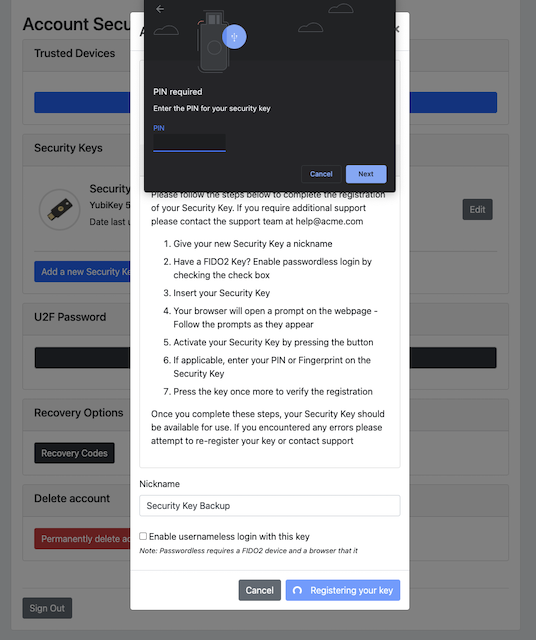 Account Secu
PIN required
Enter the PIN for your security key
PIN
Cancel
Next
Trusted Devices
Security Keys
Security
YubiKey 5
Date last u
Edit
Add a new Security Ke
U2F Password
Recovery Options
Recovery Codes
Delete account
Permanently delete ac
Sign Out
Please follow the steps below to complete the registration
of your Security Key. If you require additional support
please contact the support team at help@acme.com
1. Give your new Security Key a nickname
2. Have a FIDO2 Key? Enable passwordless login by
checking the check box
3. Insert your Security Key
4. Your browser will open a prompt on the webpage -
Follow the prompts as they appear
5. Activate your Security Key by pressing the button
6. If applicable, enter your PIN or Fingerprint on the
Security Key
7. Press the key once more to verify the registration
Once you complete these steps, your Security Key should
be available for use. If you encountered any errors please
attempt to re-register your key or contact support
Nickname
Security Key Backup
Enable usernameless login with this key
Note: Passwordless requires a FIDO2 device and a browser that it
Cancel
Registering your key